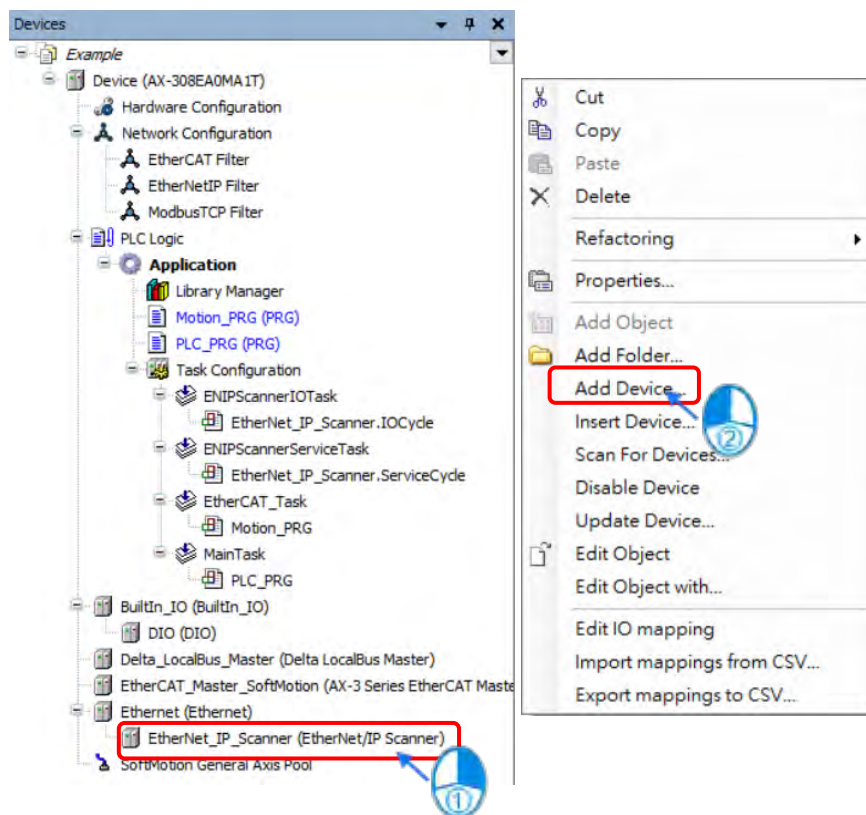 Devices
Example
Device (AX-308EA0MA1T)
Hardware Configuration
Network Configuration
EtherCAT Filter
EtherNetIP Filter
ModbusTCP Filter
PLC Logic
Application
Library Manager
Motion_PRG (PRG)
PLC_PRG (PRG)
Task Configuration
ENIPScannerIOTask
EtherNet_IP_Scanner.IOCycle
ENIPScannerServiceTask
EtherNet_IP_Scanner.ServiceCycle
EtherCAT_Task
Motion_PRG
MainTask
PLC_PRG
BuiltIn_IO (BuiltIn_IO)
DIO (DIO)
Delta_LocalBus_Master (Delta LocalBus Master)
EtherCAT_Master_SoftMotion (AX-3 Series EtherCAT Maste
Ethernet (Ethernet)
EtherNet_IP_Scanner (EtherNet/IP Scanner)
SoftMotion General Axis Pool
①
Cut
Copy
Paste
Delete
Refactoring
Properties...
Add Object
Add Folder...
Add Device...
②
Insert Device...
Scan For Devices...
Disable Device
Update Device...
Edit Object
Edit Object with...
Edit IO mapping
Import mappings from CSV...
Export mappings to CSV...